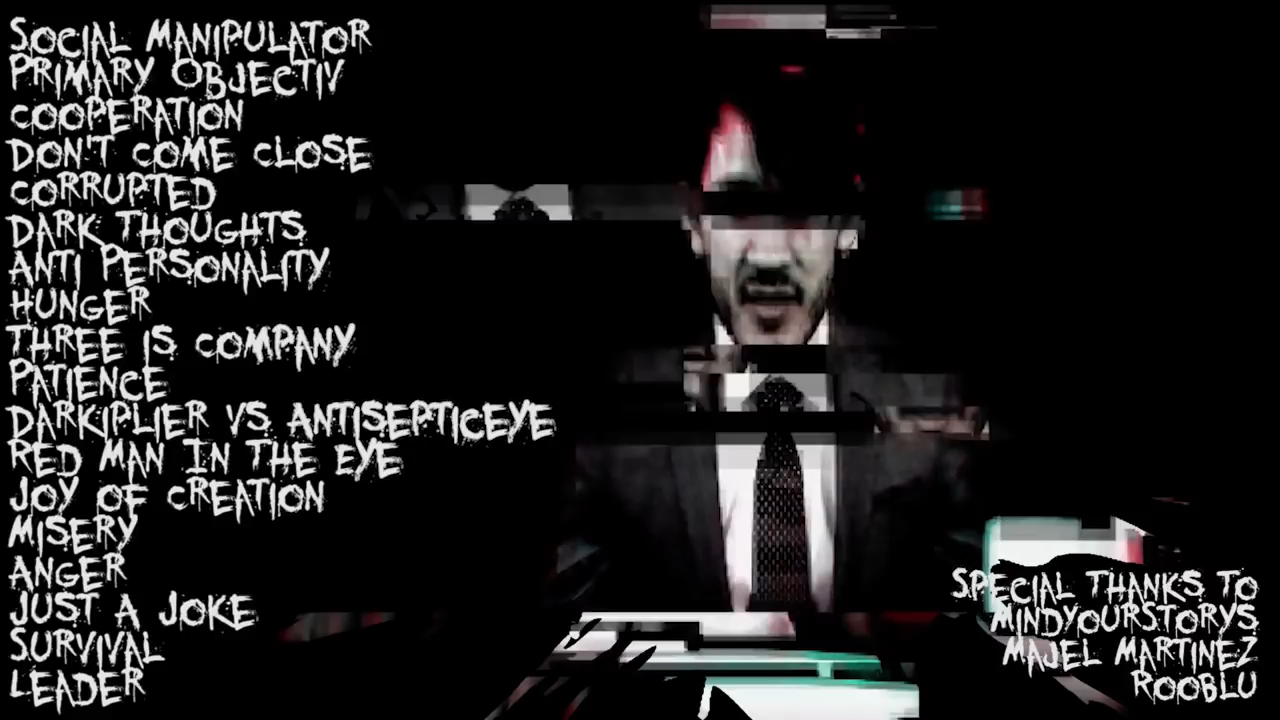 SOCIAL MANIPULATOR
PRIMARY OBJECTIV
COOPERATION
DON'T COME CLOSE
CORRUPTED
DARK THOUGHTS
ANTI PERSONALITY
HUNGER
THREE IS COMPANY
PATIENCE
DARKIPLIER VS ANTISEPTICEYE
RED MAN IN THE EYE
JOY OF CREATION
MISERY
ANGER
JUST A JOKE
SURVIVAL
LEADER
SPECIAL THANKS TO
MINDYOURSTORYS
MAJEL MARTINEZ
ROOBLU